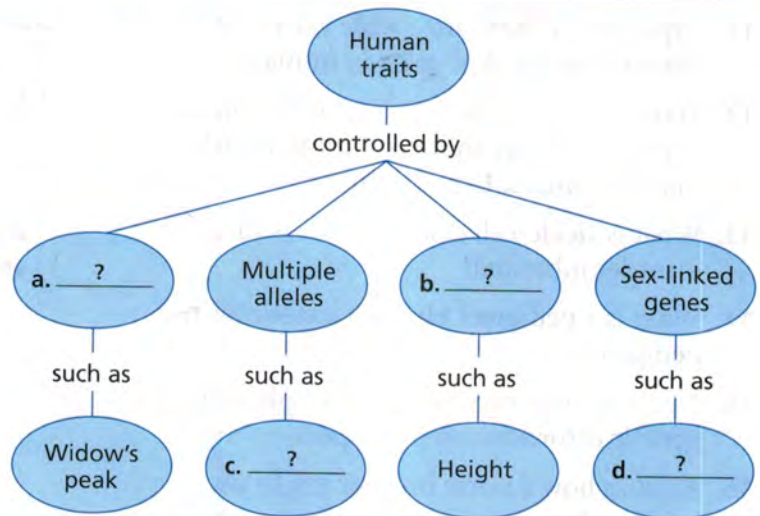 Human
traits
controlled by
a. ?
Multiple
alleles
b. ?
Sex-linked
genes
such as
such as
such as
such as
Widow's
peak
c. ?
Height
d. ?